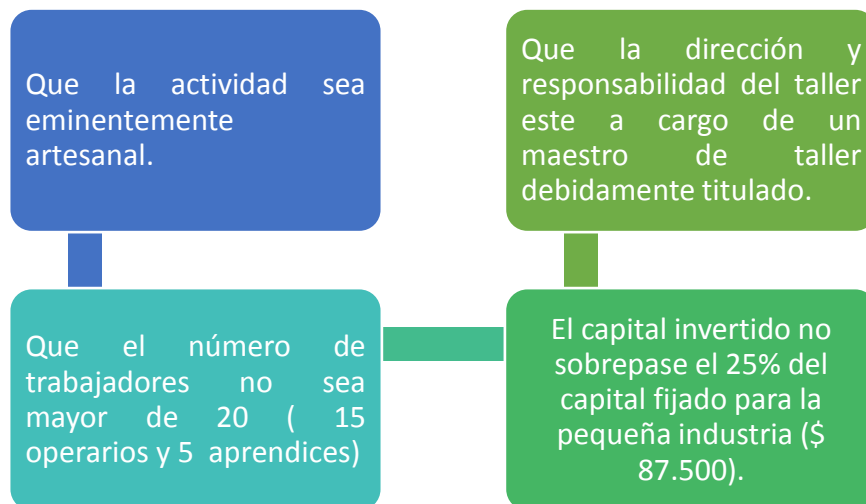 Que la actividad sea
eminentemente
artesanal.
Que el número de
trabajadores no sea
mayor de 20 ( 15
operarios y 5 aprendices)
El capital invertido no
sobrepase el 25% del
capital fijado para la
pequeña industria ($
87.500).
Que la dirección y
responsabilidad del taller
este a cargo de un
maestro de taller
debidamente titulado.